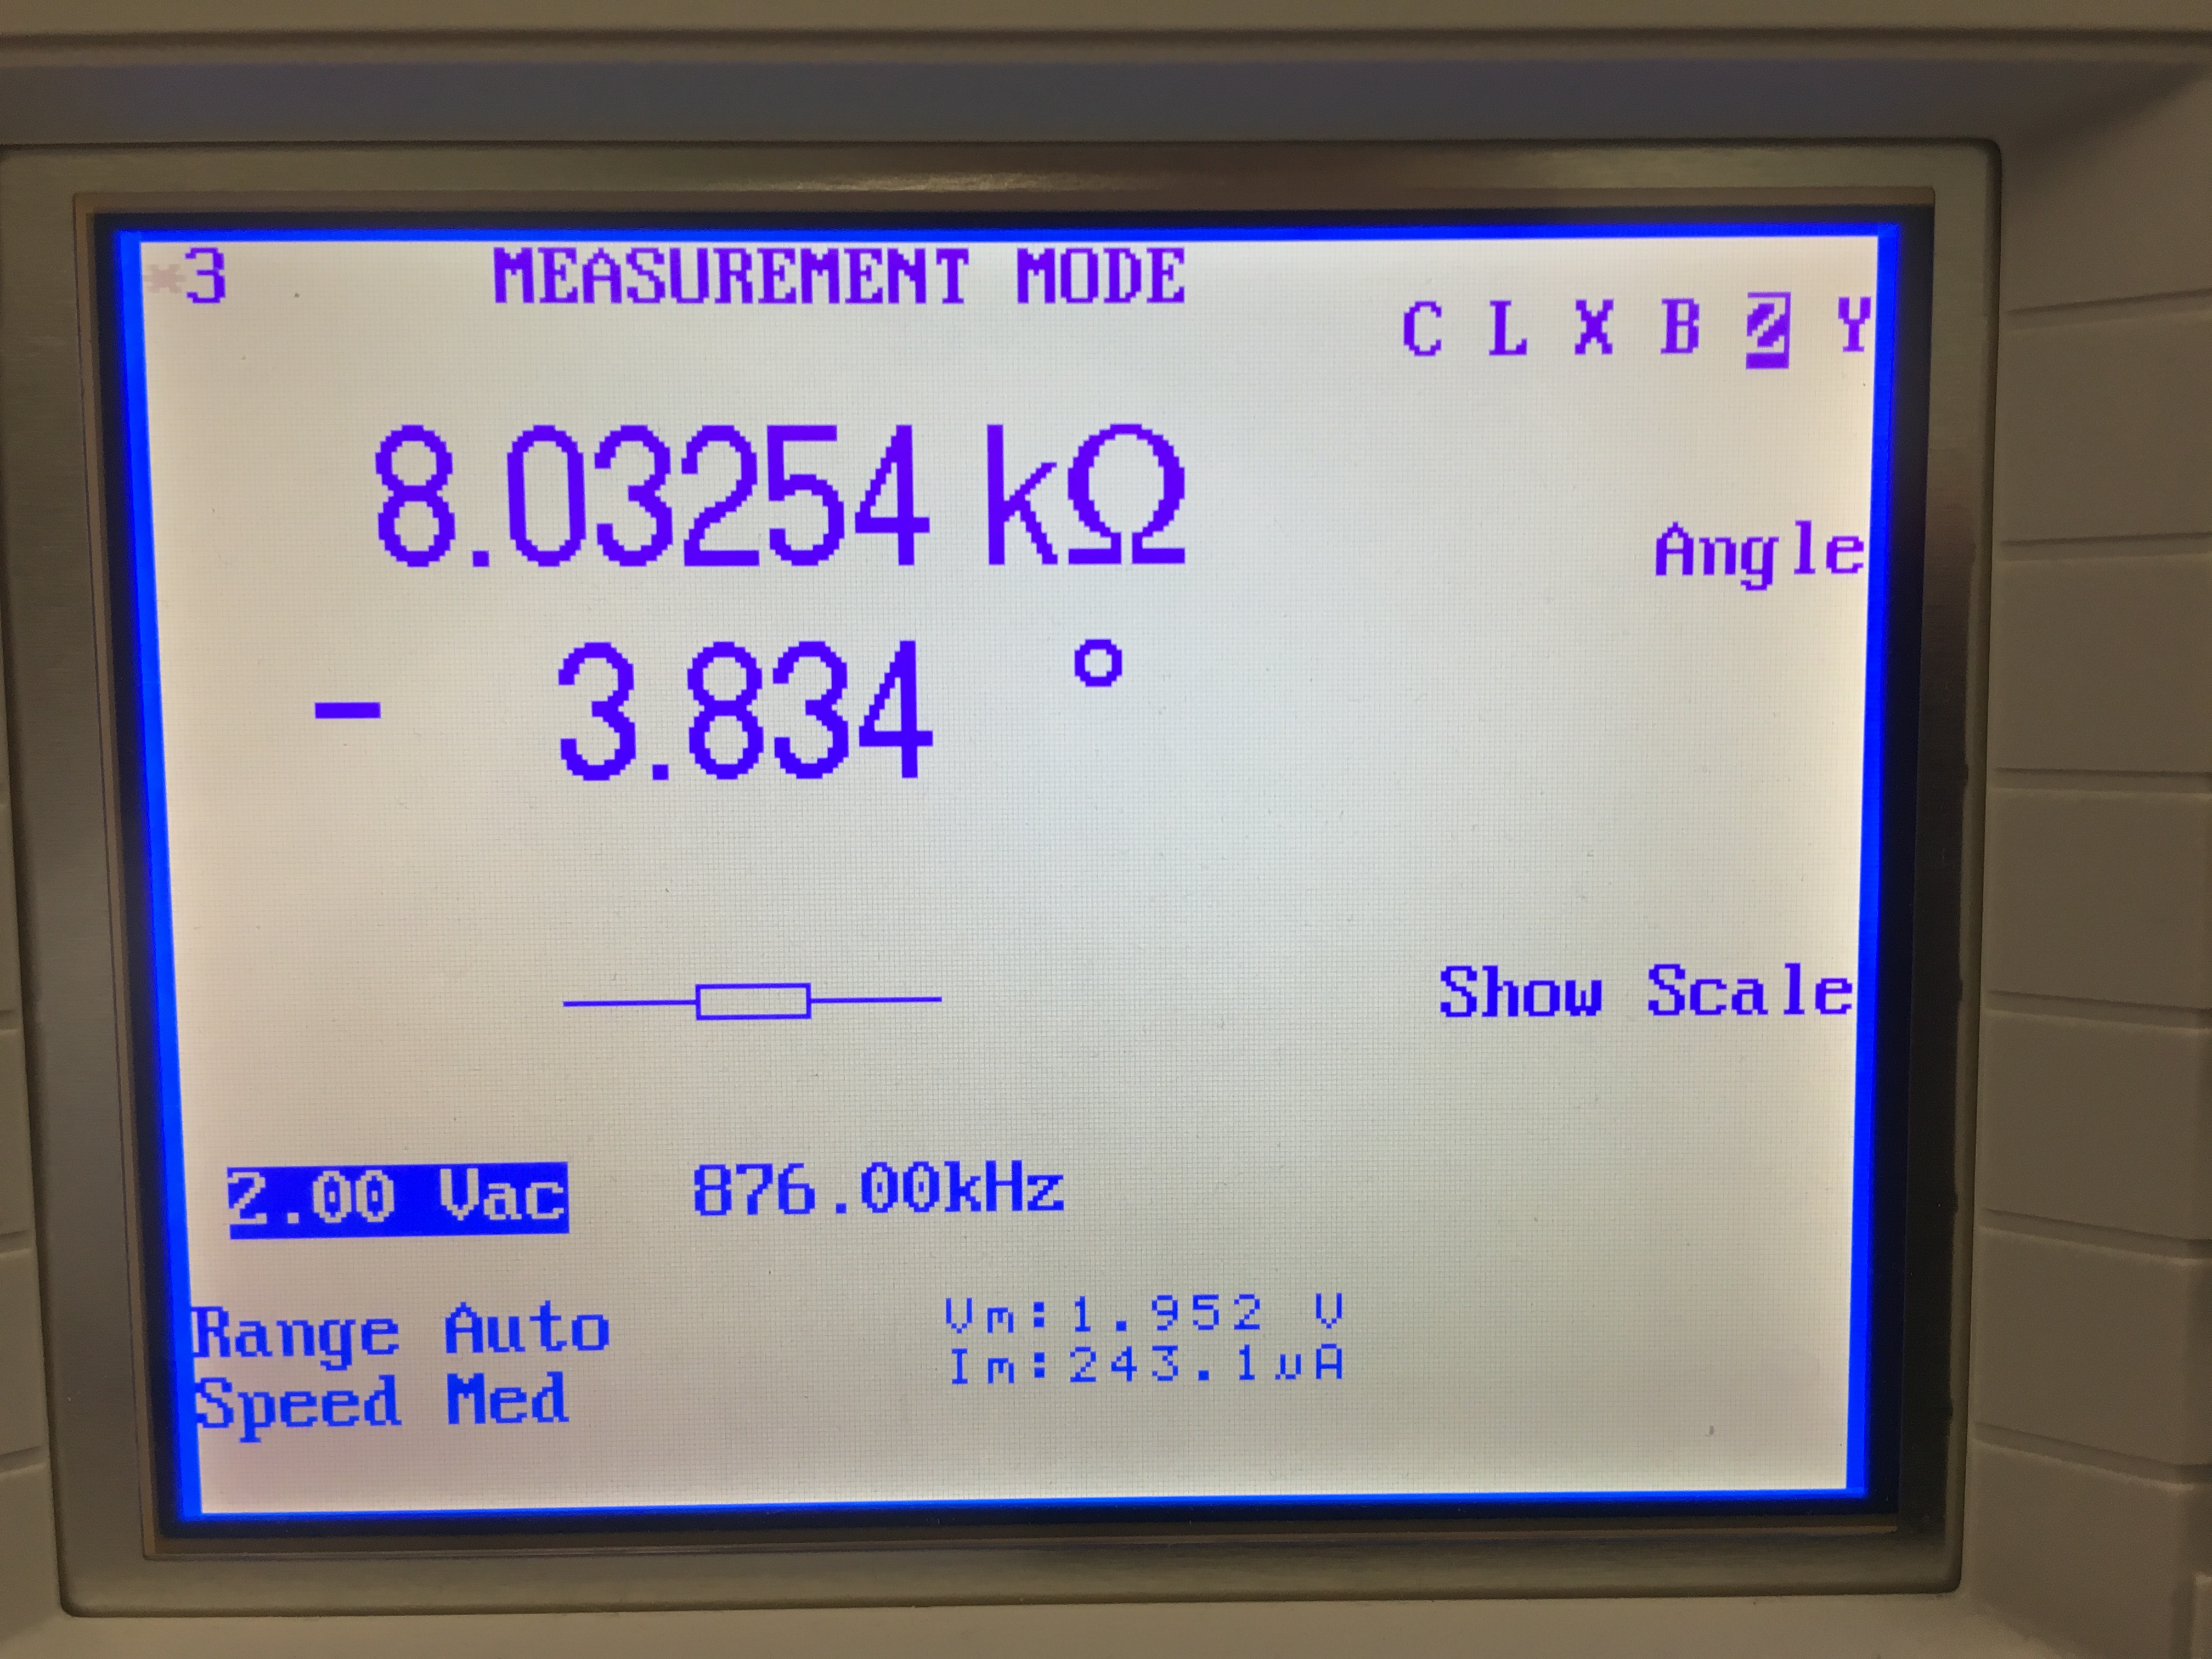 *3 MEASUREMENT MODE
C L X B Z Y
8.03254 kΩ
Angle
- 3.834 °
Show Scale
2.00 Vac 876.00kHz
Range Auto
Vm:1.952 V
Speed Med
Im:243.1uA